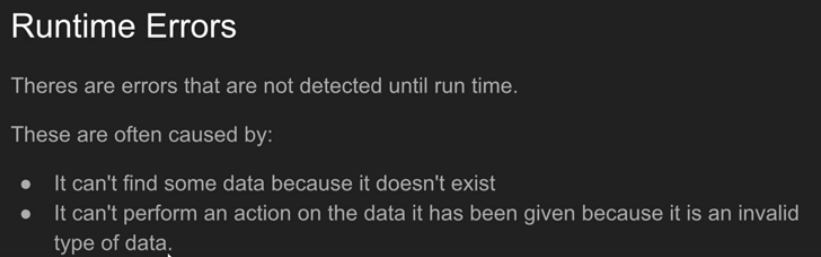 Runtime Errors
Theres are errors that are not detected until run time.
These are often caused by:
● It can't find some data because it doesn't exist
● It can't perform an action on the data it has been given because it is an invalid
type of data.